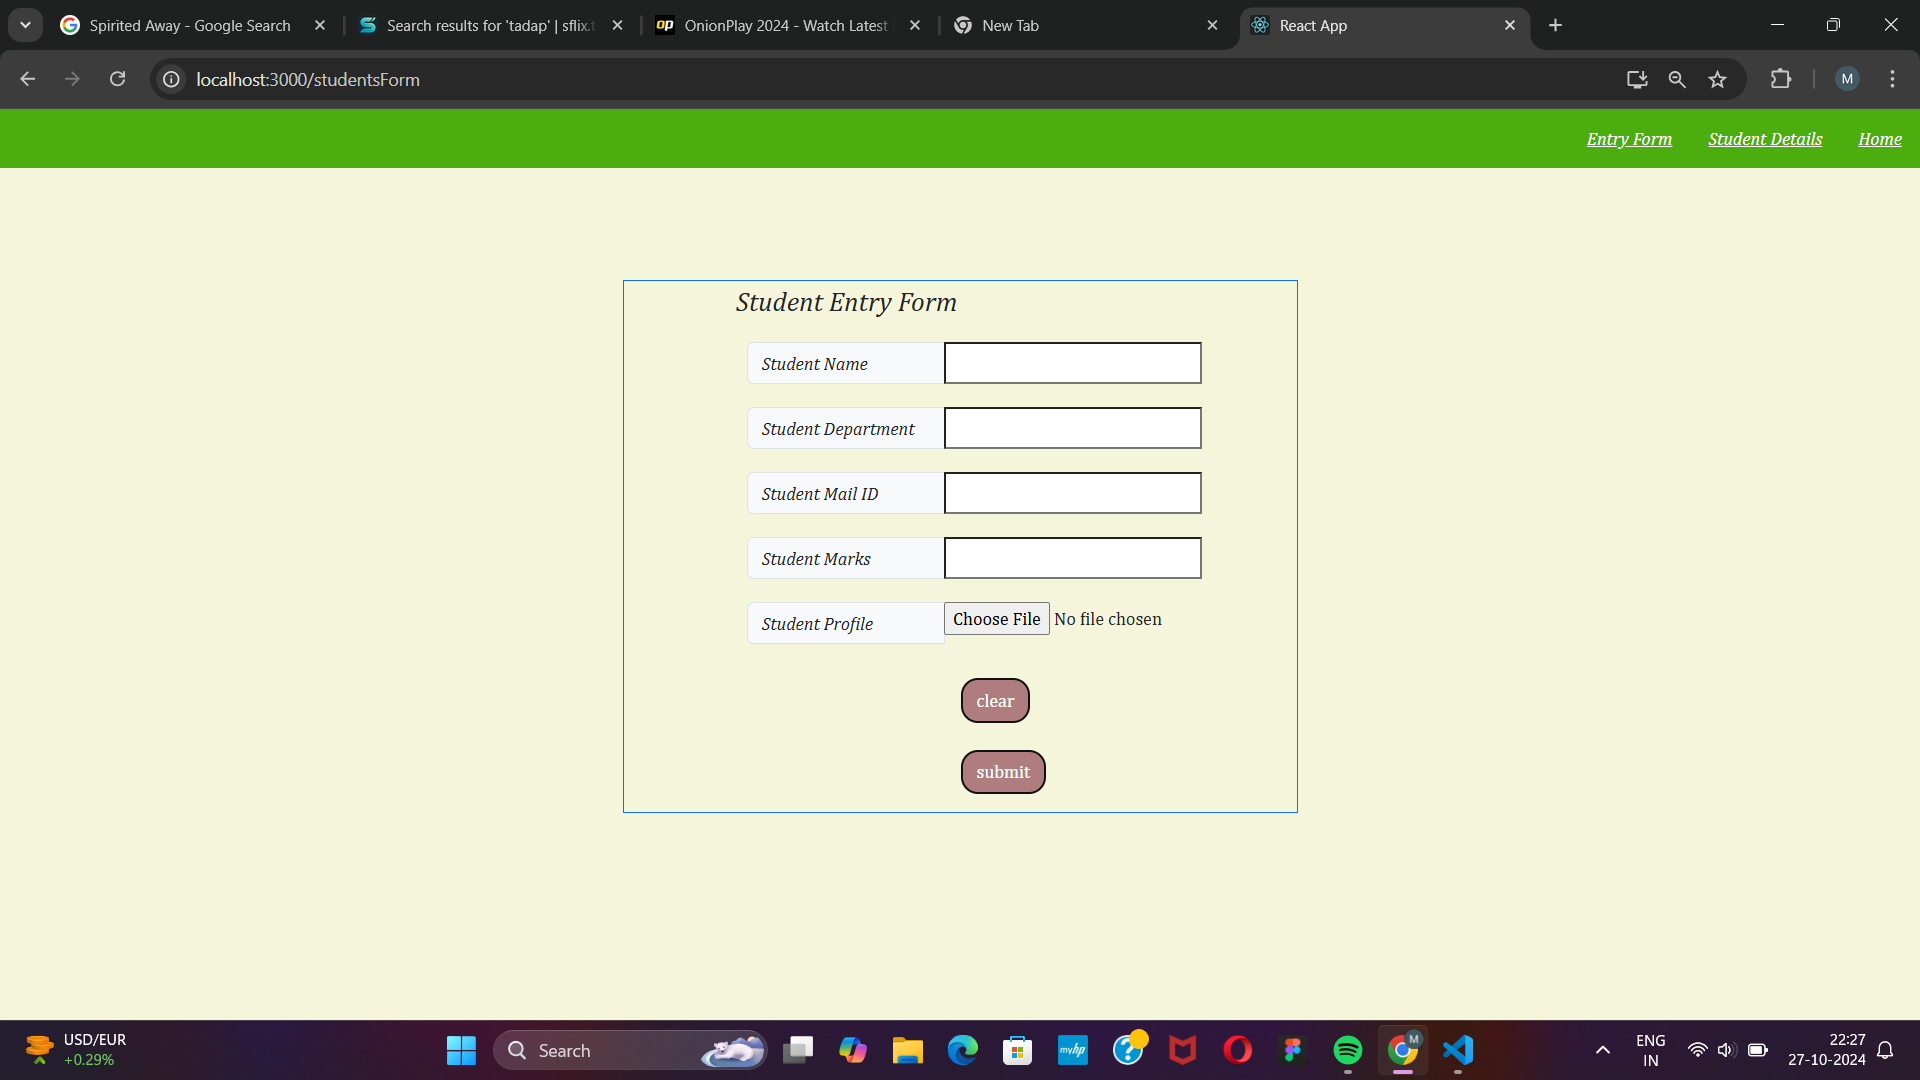 Spirited Away - Google Search
Search results for 'tadap' | sflix.t
OnionPlay 2024 - Watch Latest
New Tab
React App
localhost:3000/studentsForm
M
Entry Form
Student Details
Home
Student Entry Form
Student Name
Student Department
Student Mail ID
Student Marks
Student Profile
Choose File No file chosen
clear
submit
USD/EUR
+0.29%
Search
myhp
M
ENG
IN
22:27
27-10-2024